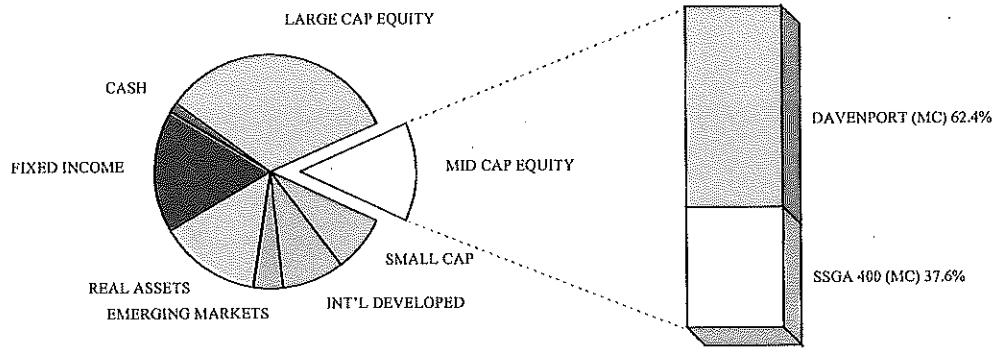 LARGE CAP EQUITY
CASH
DAVENPORT (MC) 62.4%
FIXED INCOME
MID CAP EQUITY
SMALL CAP
SSGA 400 (MC) 37.6%
REAL ASSETS
INT'L DEVELOPED
EMERGING MARKETS